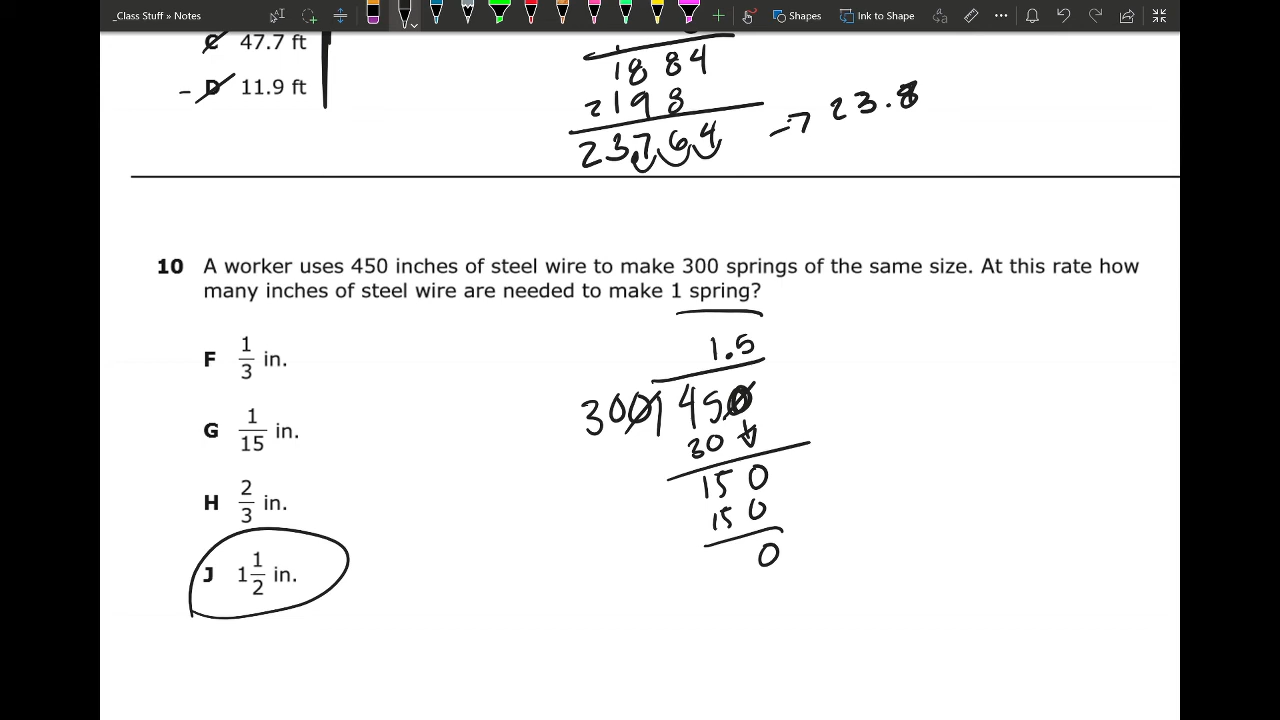 _Class Stuff » Notes
Shapes
Ink to Shape
C 47.7 ft
- D 11.9 ft
1884
2198
23.764
→ 23.8
10 A worker uses 450 inches of steel wire to make 300 springs of the same size. At this rate how
many inches of steel wire are needed to make 1 spring?
F 1/3 in.
G 1/15 in.
H 2/3 in.
J 1 1/2 in.
1.5
300) 450
30
150
150
0